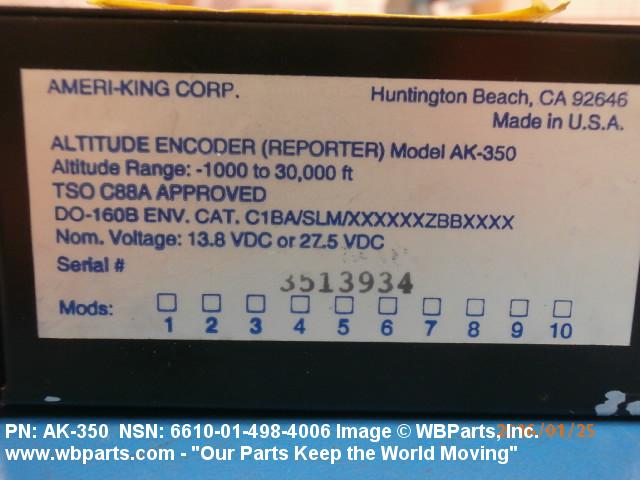 AMERI-KING CORP.
Huntington Beach, CA 92646
Made in U.S.A.
ALTITUDE ENCODER (REPORTER) Model AK-350
Altitude Range: -1000 to 30,000 ft
TSO C88A APPROVED
DO-160B ENV. CAT. C1BA/SLM/XXXXXXZBBXXXX
Nom. Voltage: 13.8 VDC or 27.5 VDC
Serial #
3513934
Mods:
1 2 3 4 5 6 7 8 9 10
PN: AK-350 NSN: 6610-01-498-4006 Image © WBParts, Inc.
www.wbparts.com - "Our Parts Keep the World Moving"